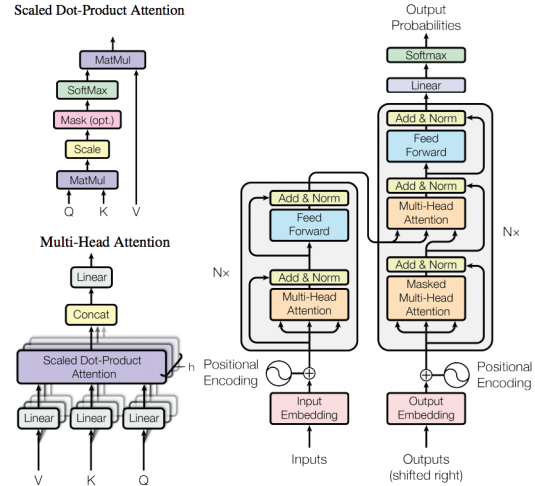 Scaled Dot-Product Attention
MatMul
SoftMax
Mask (opt.)
Scale
MatMul
Q K V
Multi-Head Attention
Linear
Concat
Scaled Dot-Product
Attention
h
Linear Linear Linear
V K Q
Output
Probabilities
Softmax
Linear
Add & Norm
Feed
Forward
Add & Norm
Multi-Head
Attention
Nx
Add & Norm
Masked
Multi-Head
Attention
Positional
Encoding
Output
Embedding
Outputs
(shifted right)
Add & Norm
Feed
Forward
Nx
Add & Norm
Multi-Head
Attention
Positional
Encoding
Input
Embedding
Inputs